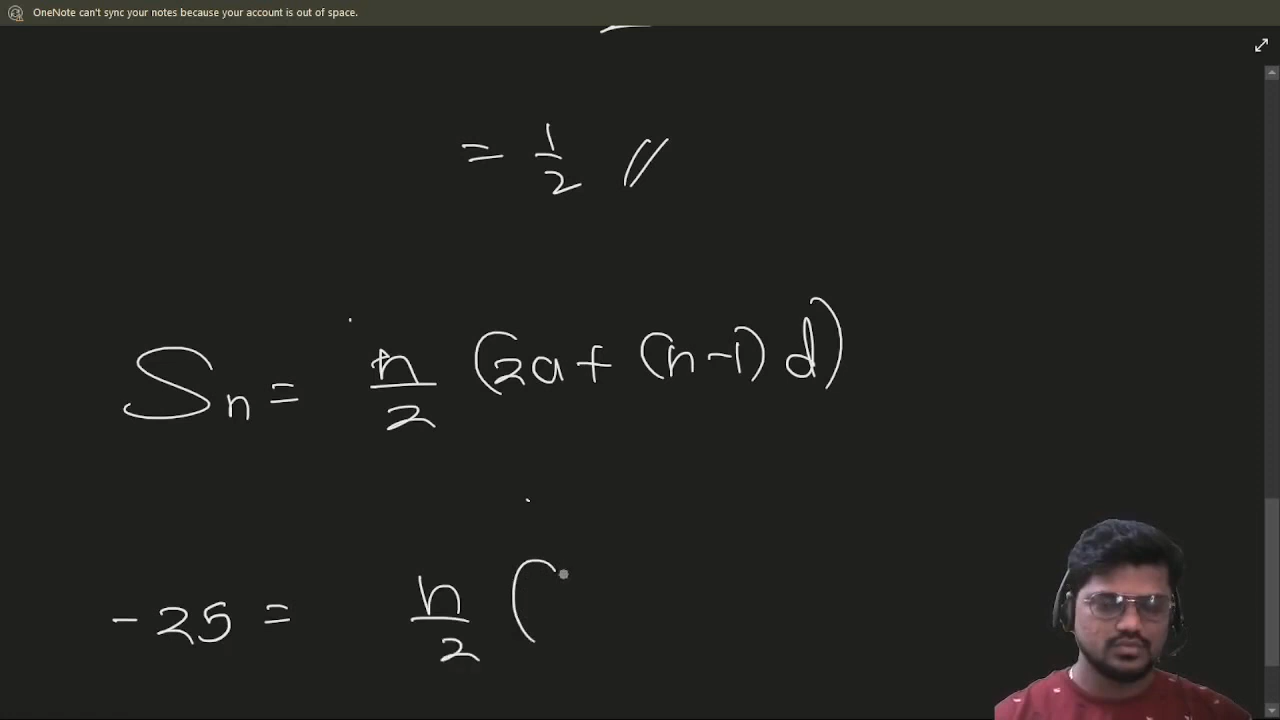 OneNote can't sync your notes because your account is out of space.
= 1/2 //
Sn = n/2 (2a + (n-1) d)
-25 = n/2 (